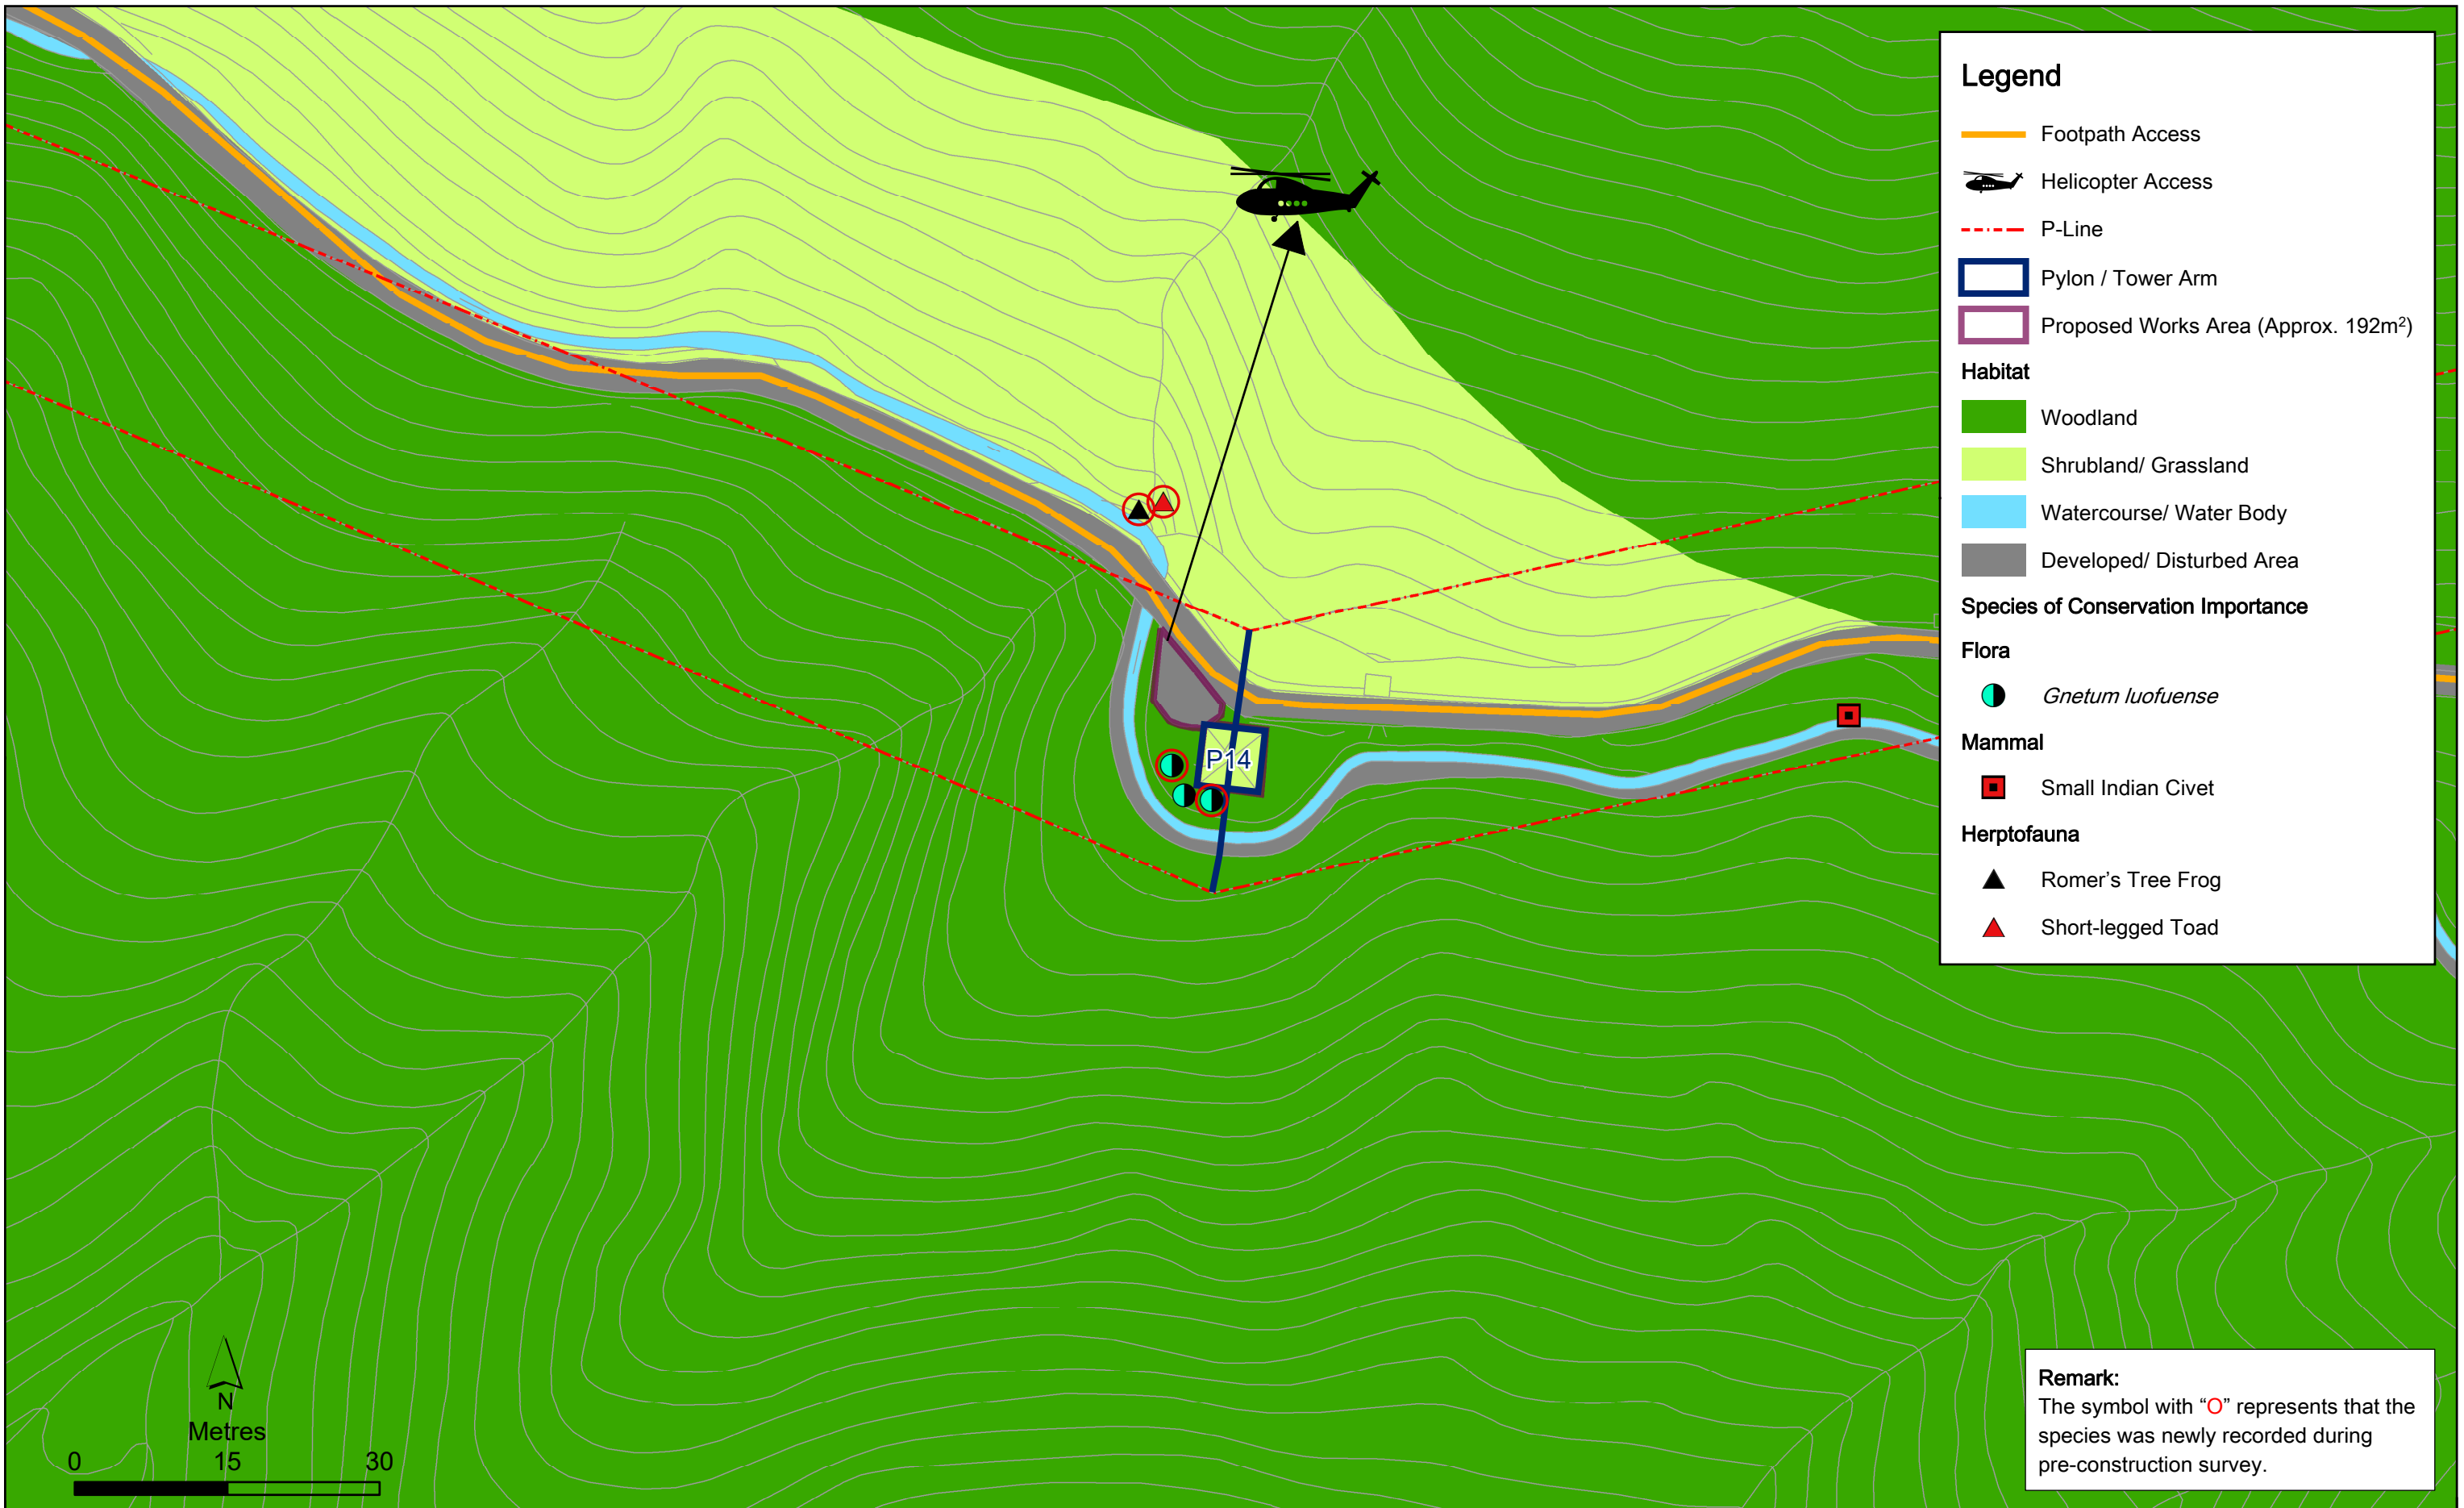 Legend
Footpath Access
Helicopter Access
P-Line
Pylon / Tower Arm
Proposed Works Area (Approx. 192m²)
Habitat
Woodland
Shrubland/ Grassland
Watercourse/ Water Body
Developed/ Disturbed Area
Species of Conservation Importance
Flora
Gnetum luofuense
Mammal
Small Indian Civet
Herptofauna
Romer's Tree Frog
Short-legged Toad
P14
N
Metres
0 15 30
Remark:
The symbol with “O” represents that the
species was newly recorded during
pre-construction survey.